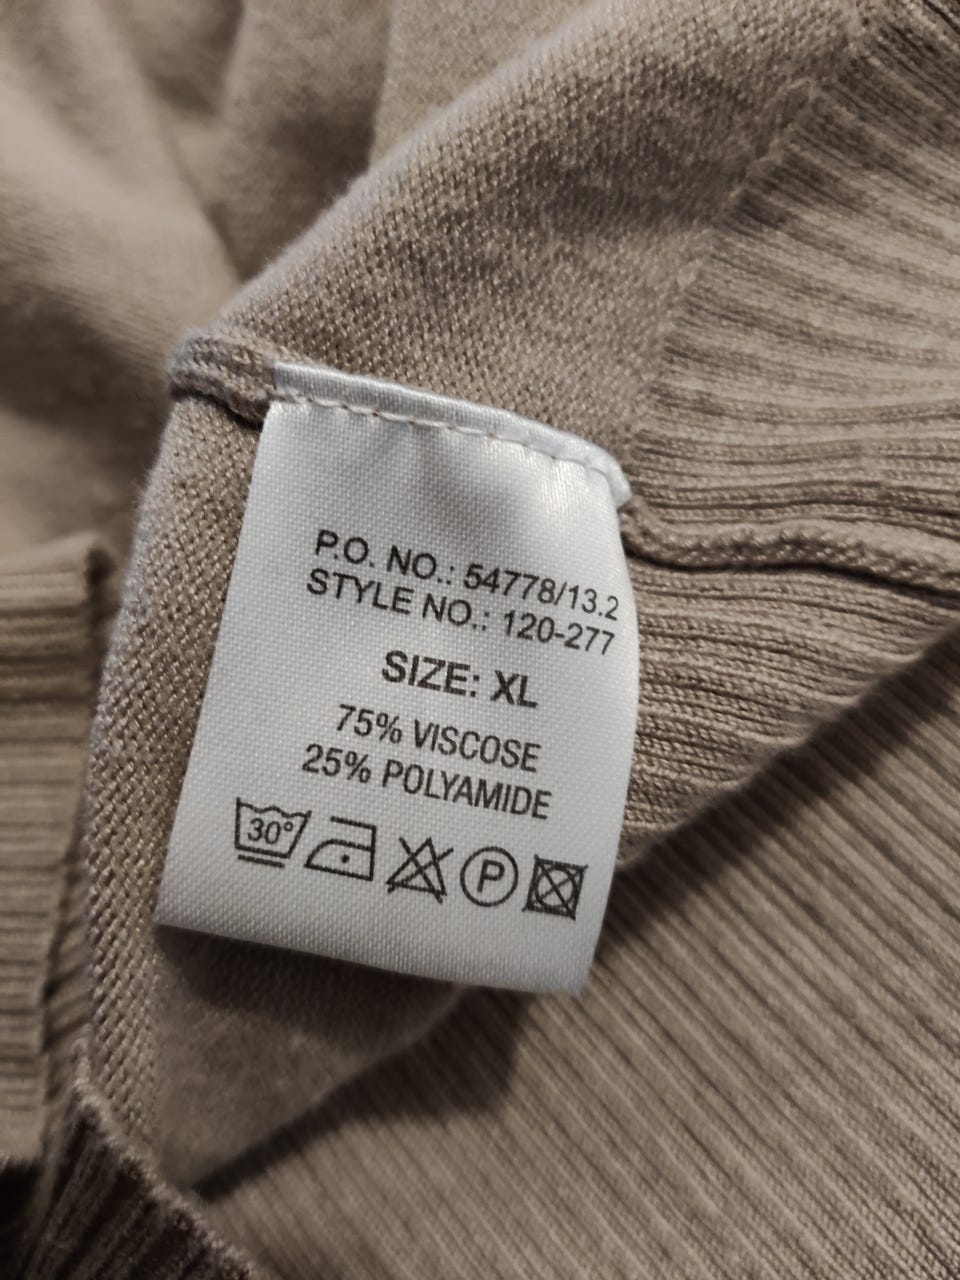 P.O. NO.: 54778/13.2
STYLE NO.: 120-277
SIZE: XL
75% VISCOSE
25% POLYAMIDE
30° P